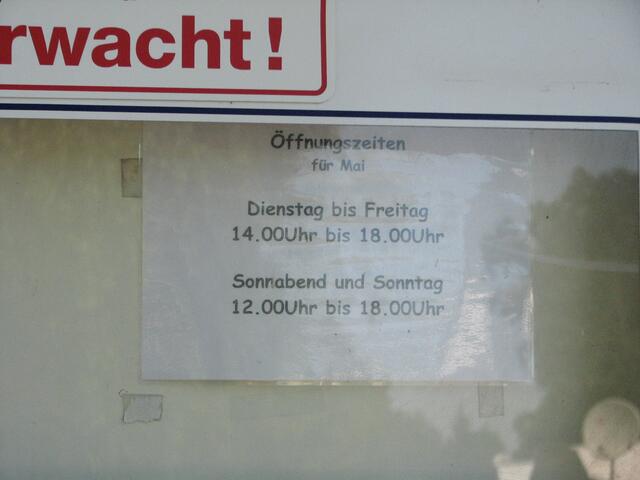 rwacht!
Öffnungszeiten
für Mai
Dienstag bis Freitag
14.00Uhr bis 18.00Uhr
Sonnabend und Sonntag
12.00Uhr bis 18.00Uhr